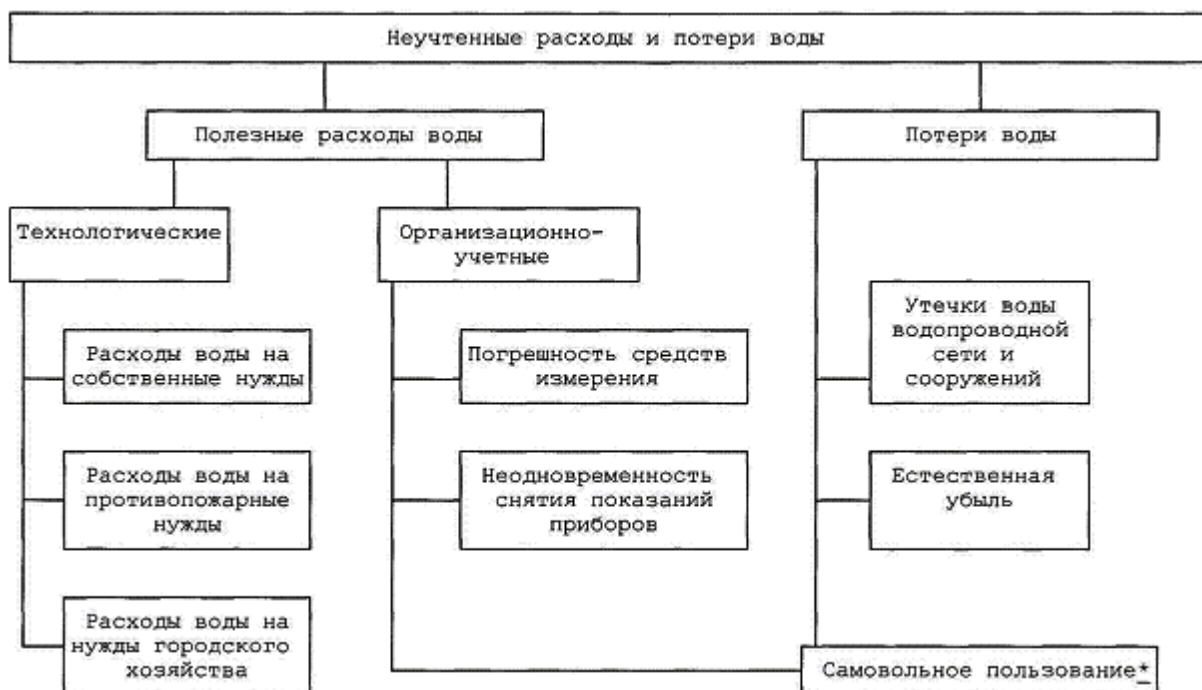 Неучтенные расходы и потери воды
Полезные расходы воды
Потери воды
Технологические
Организационно-
учетные
Расходы воды на
собственные нужды
Расходы воды на
противопожарные
нужды
Расходы воды на
нужды городского
хозяйства
Погрешность средств
измерения
Неодновременность
снятия показаний
приборов
Утечки воды
водопроводной
сети и
сооружений
Естественная
убыль
Самовольное пользование*